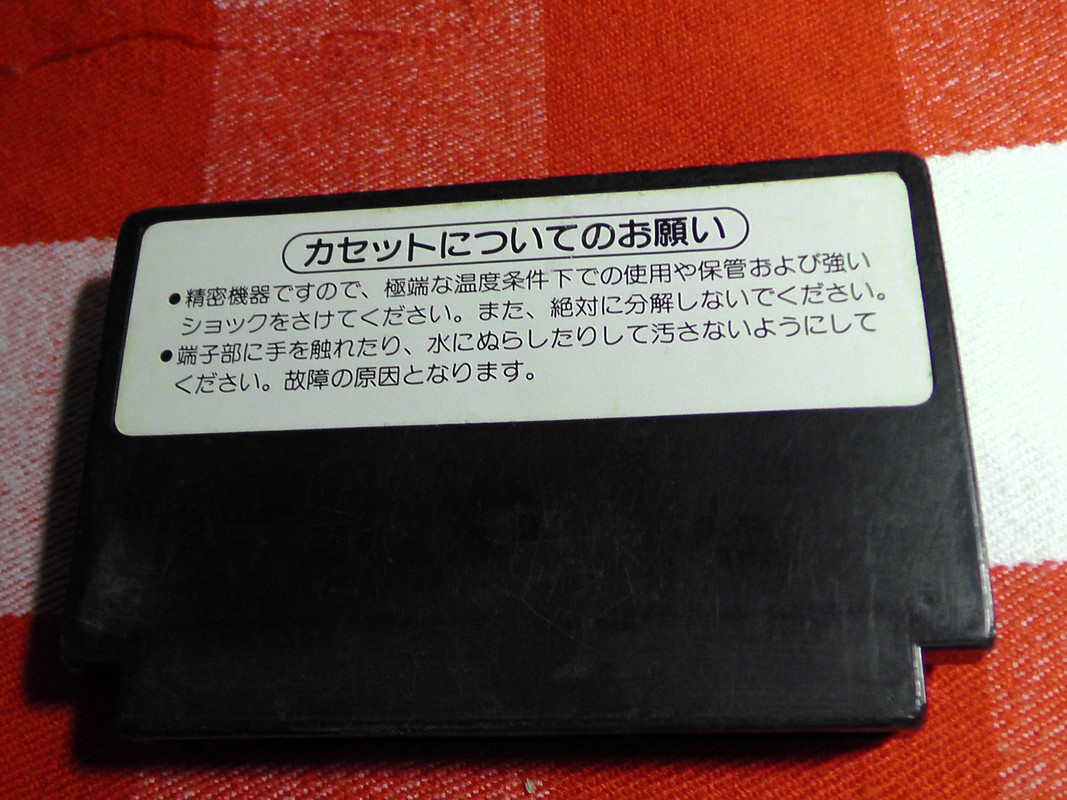 カセットについてのお願い
●精密機器ですので、極端な温度条件下での使用や保管および強い
ショックをさけてください。また、絶対に分解しないでください。
●端子部に手を触れたり、水にぬらしたりして汚さないようにして
ください。故障の原因となります。